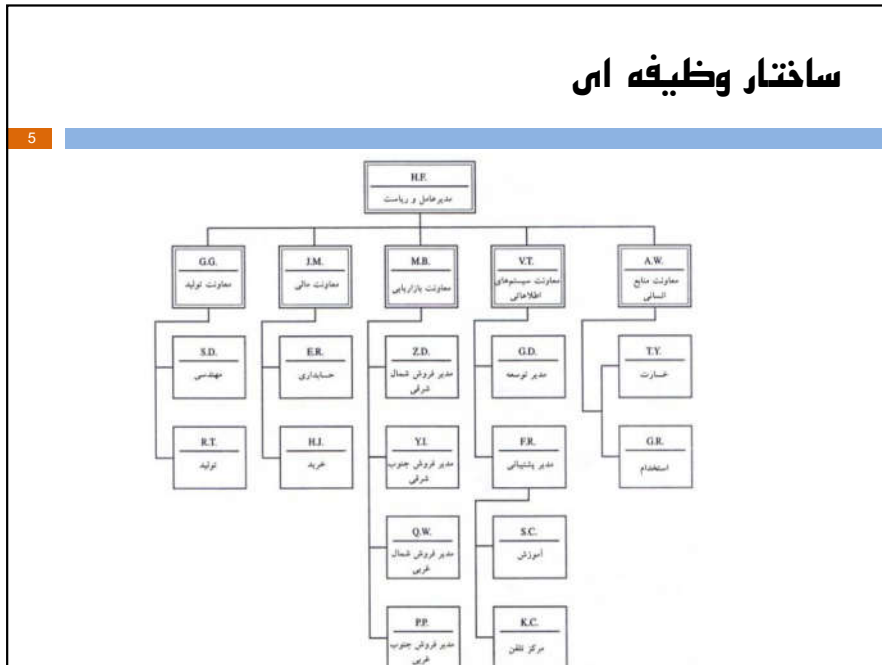 ساختار وظیفه ای
5
H.F.
مدیرعامل و ریاست
G.G.
معاونت تولید
J.M.
معاونت مالی
M.B.
معاونت بازاریابی
V.T.
معاونت سیستم‌های
اطلاعاتی
A.W.
معاونت منابع
انسانی
S.D.
مهندسی
E.R.
حسابداری
Z.D.
مدیر فروش شمال
شرقی
G.D.
مدیر توسعه
T.Y.
خسارت
R.T.
تولید
H.J.
خرید
Y.I.
مدیر فروش جنوب
شرقی
F.R.
مدیر پشتیبانی
G.R.
استخدام
Q.W.
مدیر فروش شمال
غربی
S.C.
آموزش
P.P.
مدیر فروش جنوب
غربی
K.C.
مرکز تلفن